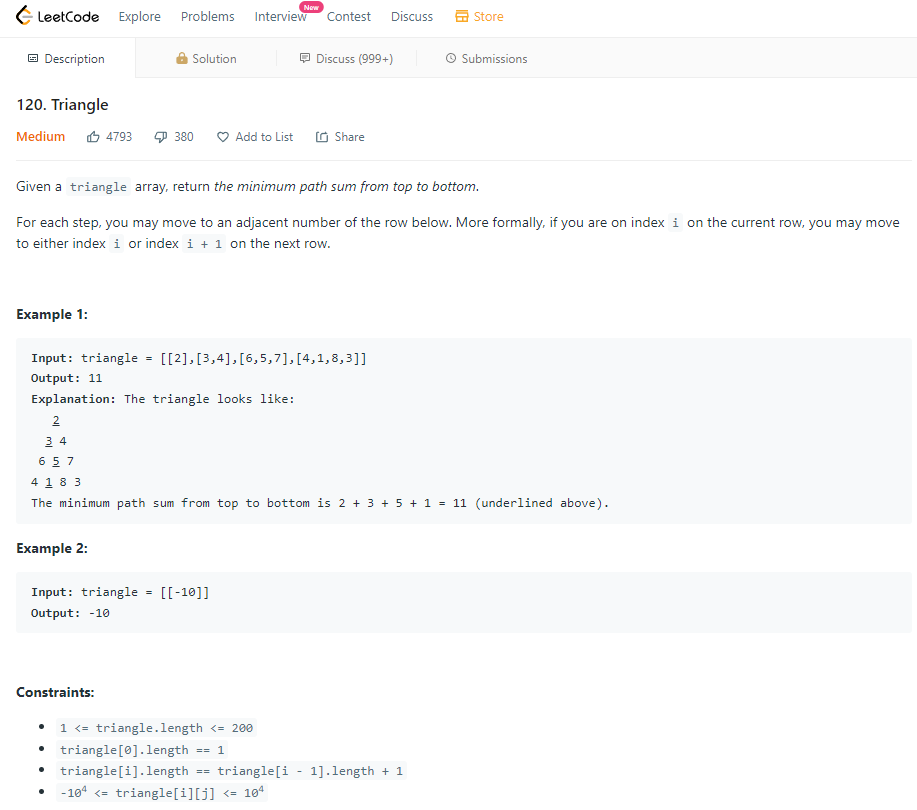 LeetCode Explore Problems Interview New Contest Discuss Store
Description Solution Discuss (999+) Submissions
120. Triangle
Medium 4793 380 Add to List Share
Given a triangle array, return the minimum path sum from top to bottom.
For each step, you may move to an adjacent number of the row below. More formally, if you are on index i on the current row, you may move
to either index i or index i + 1 on the next row.
Example 1:
Input: triangle = [[2],[3,4],[6,5,7],[4,1,8,3]]
Output: 11
Explanation: The triangle looks like:
2
3 4
6 5 7
4 1 8 3
The minimum path sum from top to bottom is 2 + 3 + 5 + 1 = 11 (underlined above).
Example 2:
Input: triangle = [[-10]]
Output: -10
Constraints:
1 <= triangle.length <= 200
triangle[0].length == 1
triangle[i].length == triangle[i - 1].length + 1
-10⁴ <= triangle[i][j] <= 10⁴